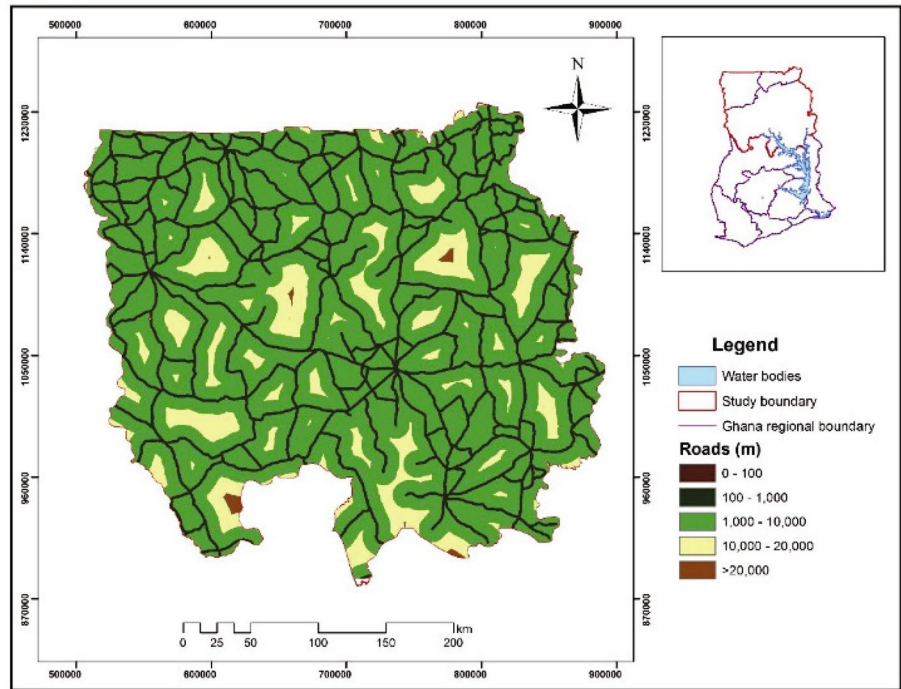 500000 600000 700000 800000 900000
N
1230000
1140000
1050000
960000
870000
1230000
1140000
1050000
960000
870000
Legend
Water bodies
Study boundary
Ghana regional boundary
Roads (m)
0 - 100
100 - 1,000
1,000 - 10,000
10,000 - 20,000
>20,000
km
0 25 50 100 150 200
500000 600000 700000 800000 900000